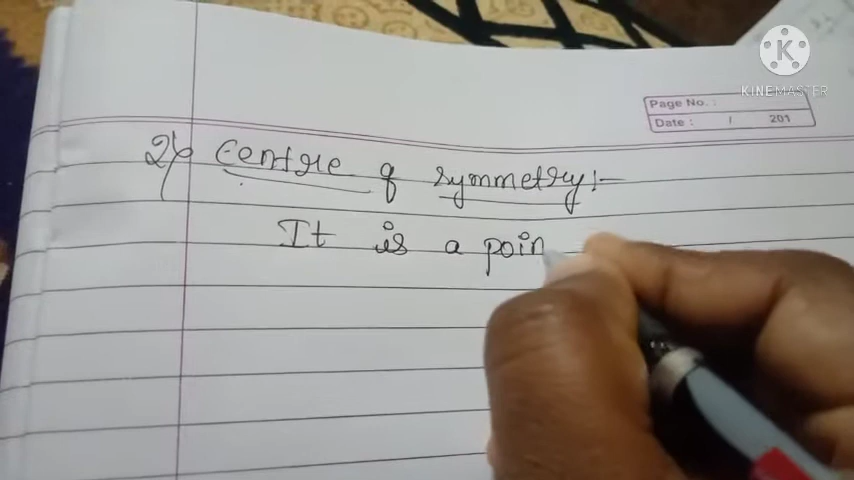 KINEMASTER
Page No. :
Date : / 201
2) Centre of symmetry :-
It is a poin